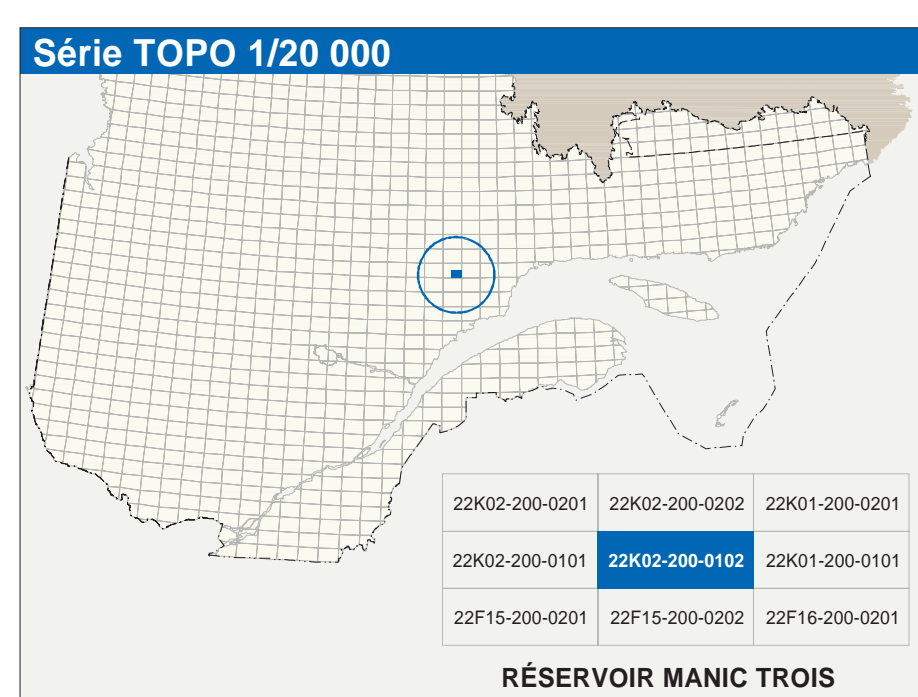 Série TOPO 1/20 000
22K02-200-0201 22K02-200-0202 22K01-200-0201
22K02-200-0101 22K02-200-0102 22K01-200-0101
22F15-200-0201 22F15-200-0202 22F16-200-0201
RÉSERVOIR MANIC TROIS